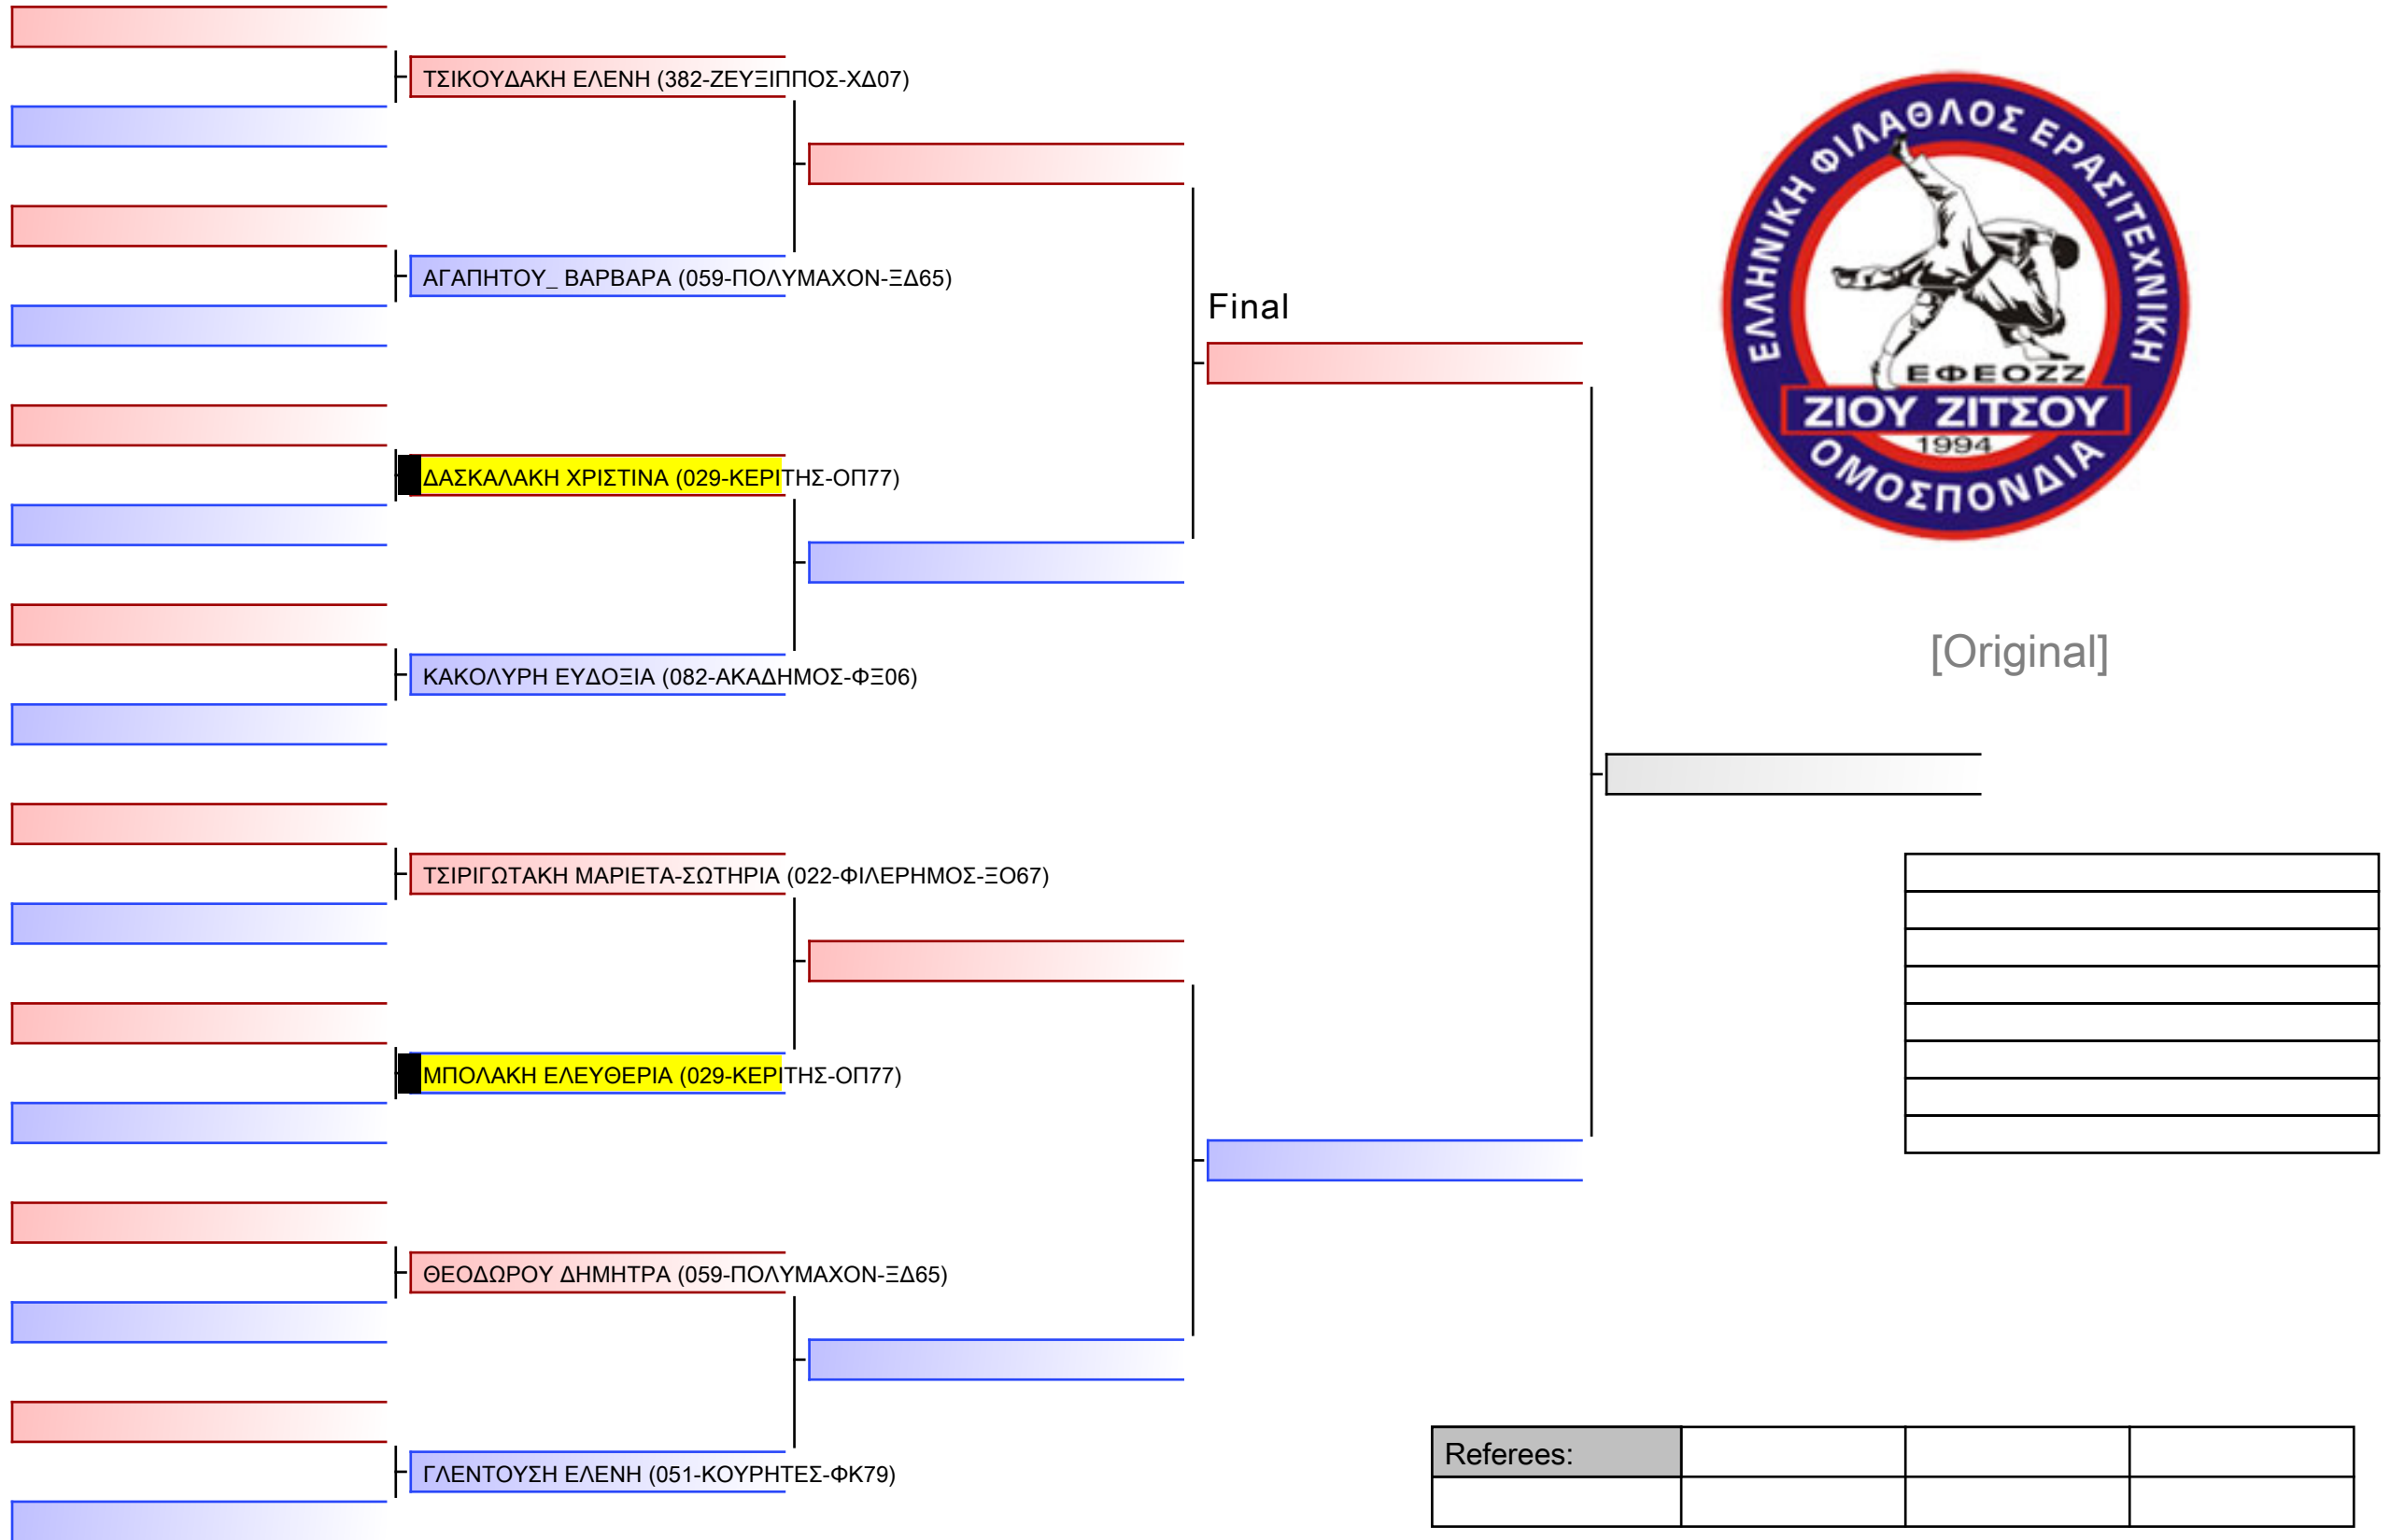 ΤΣΙΚΟΥΔΑΚΗ ΕΛΕΝΗ (382-ΖΕΥΞΙΠΠΟΣ-ΧΔ07)
ΑΓΑΠΗΤΟΥ_ ΒΑΡΒΑΡΑ (059-ΠΟΛΥΜΑΧΟΝ-ΞΔ65)
ΔΑΣΚΑΛΑΚΗ ΧΡΙΣΤΙΝΑ (029-ΚΕΡΙΤΗΣ-ΟΠ77)
ΚΑΚΟΛΥΡΗ ΕΥΔΟΞΙΑ (082-ΑΚΑΔΗΜΟΣ-ΦΞ06)
ΤΣΙΡΙΓΩΤΑΚΗ ΜΑΡΙΕΤΑ-ΣΩΤΗΡΙΑ (022-ΦΙΛΕΡΗΜΟΣ-ΞΟ67)
ΜΠΟΛΑΚΗ ΕΛΕΥΘΕΡΙΑ (029-ΚΕΡΙΤΗΣ-ΟΠ77)
ΘΕΟΔΩΡΟΥ ΔΗΜΗΤΡΑ (059-ΠΟΛΥΜΑΧΟΝ-ΞΔ65)
ΓΛΕΝΤΟΥΣΗ ΕΛΕΝΗ (051-ΚΟΥΡΗΤΕΣ-ΦΚ79)
Final
ΕΛΛΗΝΙΚΗ ΦΙΛΑΘΛΟΣ ΕΡΑΣΙΤΕΧΝΙΚΗ
ΕΦΕΟΖΖ
ΖΙΟΥ ΖΙΤΣΟΥ
1994
ΟΜΟΣΠΟΝΔΙΑ
[Original]
Referees: